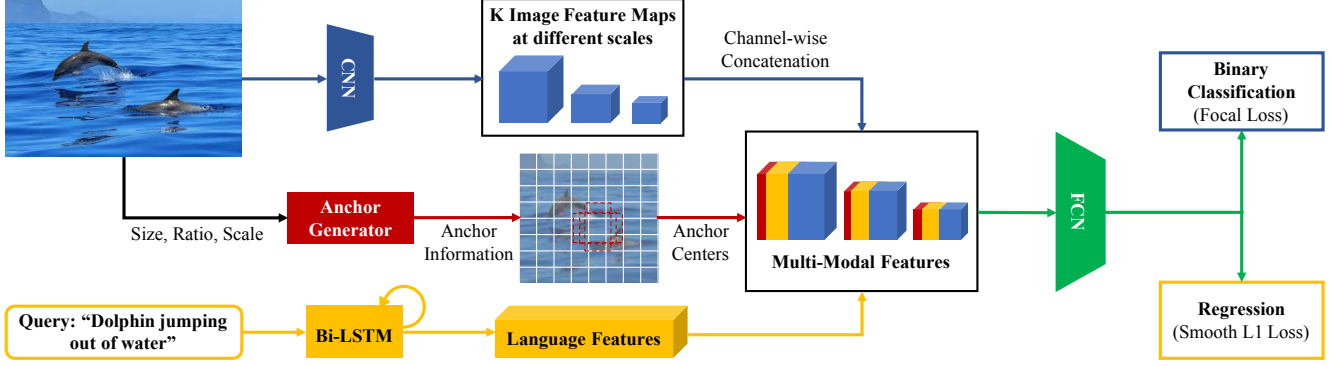 K Image Feature Maps
at different scales
CNN
Channel-wise
Concatenation
Binary
Classification
(Focal Loss)
Size, Ratio, Scale
Anchor
Generator
Anchor
Information
Anchor
Centers
Multi-Modal Features
FCN
Query: “Dolphin jumping
out of water”
Bi-LSTM
Language Features
Regression
(Smooth L1 Loss)